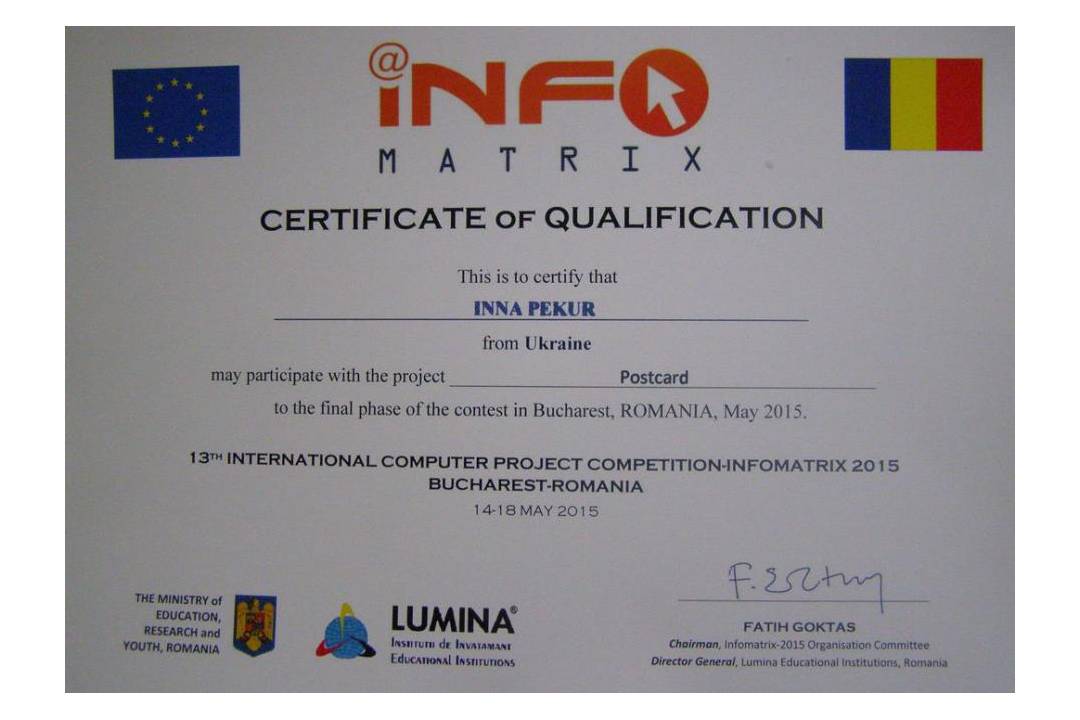 @
INFO
MATRIX
CERTIFICATE OF QUALIFICATION
This is to certify that
INNA PEKUR
from Ukraine
may participate with the project Postcard
to the final phase of the contest in Bucharest, ROMANIA, May 2015.
13TH INTERNATIONAL COMPUTER PROJECT COMPETITION-INFOMATRIX 2015
BUCHAREST-ROMANIA
14-18 MAY 2015
THE MINISTRY of
EDUCATION,
RESEARCH and
YOUTH, ROMANIA
LUMINA®
INSTITUTII DE INVATAMANT
EDUCATIONAL INSTITUTIONS
FATIH GOKTAS
Chairman, Infomatrix-2015 Organisation Committee
Director General, Lumina Educational Institutions, Romania